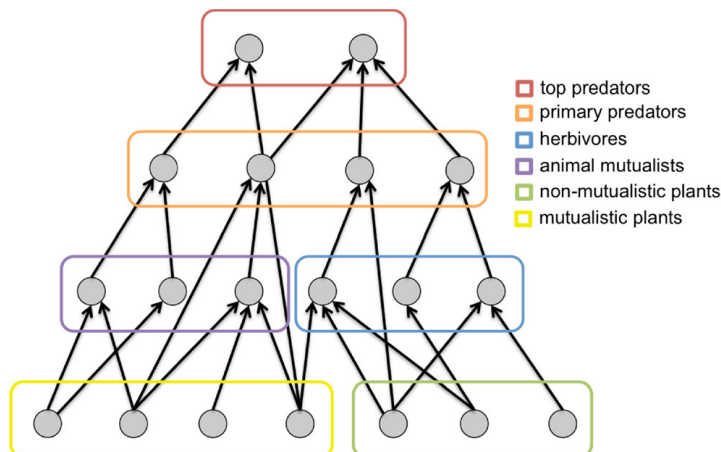 top predators
primary predators
herbivores
animal mutualists
non-mutualistic plants
mutualistic plants